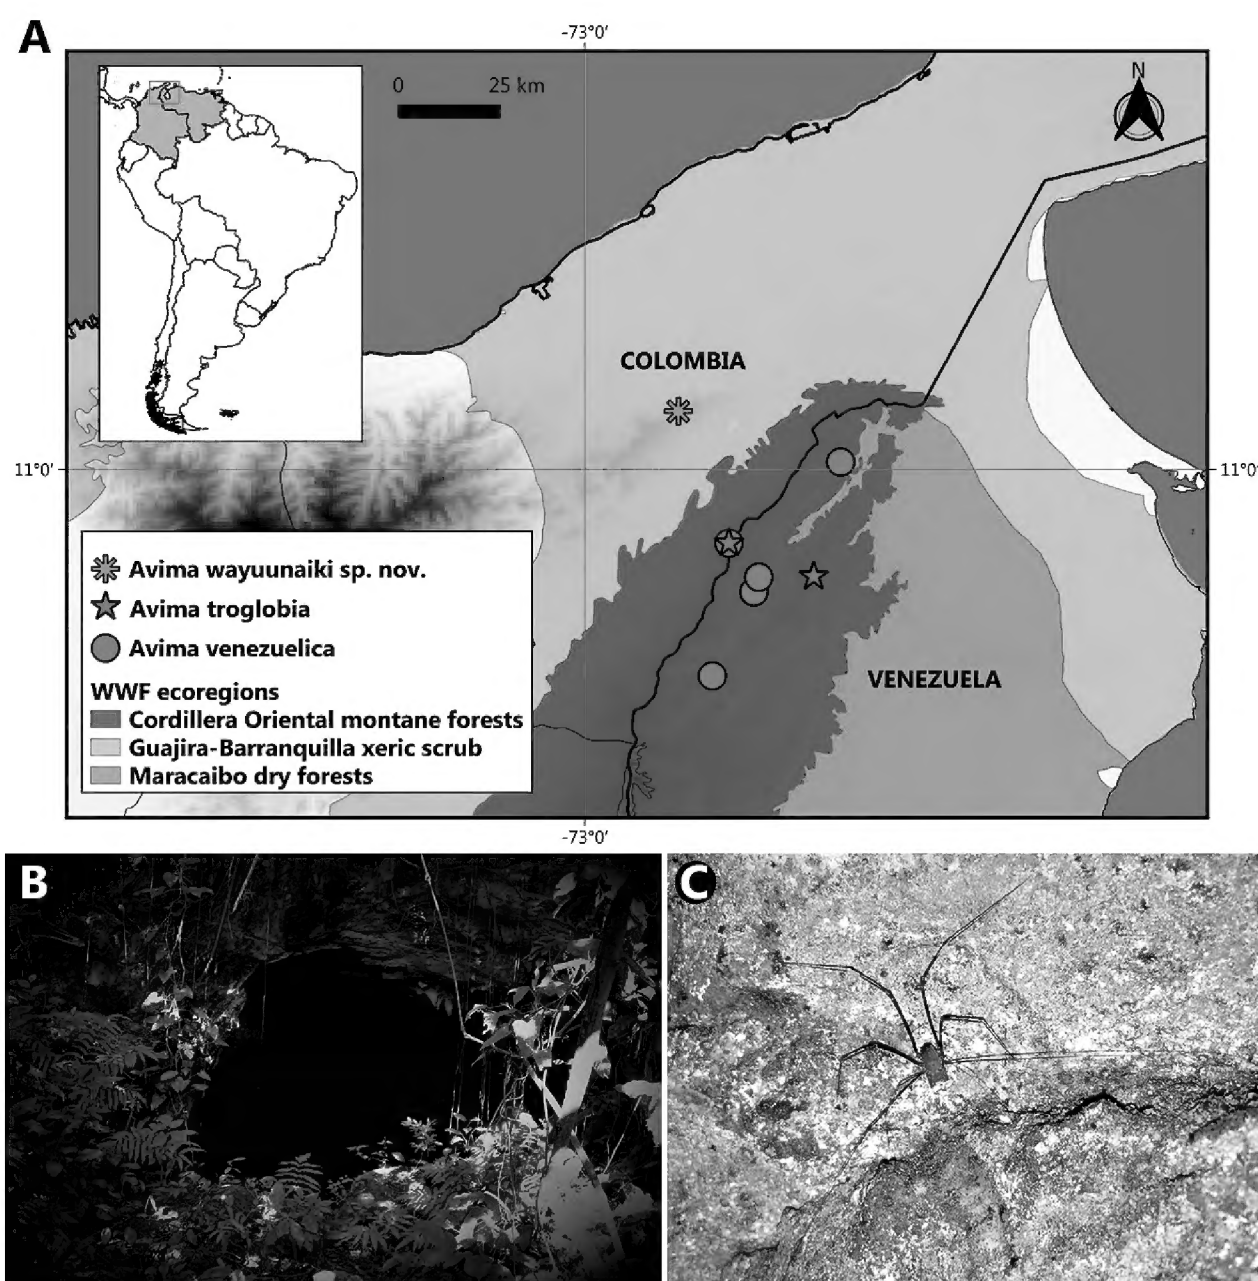 A
-73°0'
0 25 km
N
COLOMBIA
11°0'
11°0'
Avima wayuunaiki sp. nov.
Avima troglobia
Avima venezuelica
VENEZUELA
WWF ecoregions
Cordillera Oriental montane forests
Guajira-Barranquilla xeric scrub
Maracaibo dry forests
-73°0'
B
C